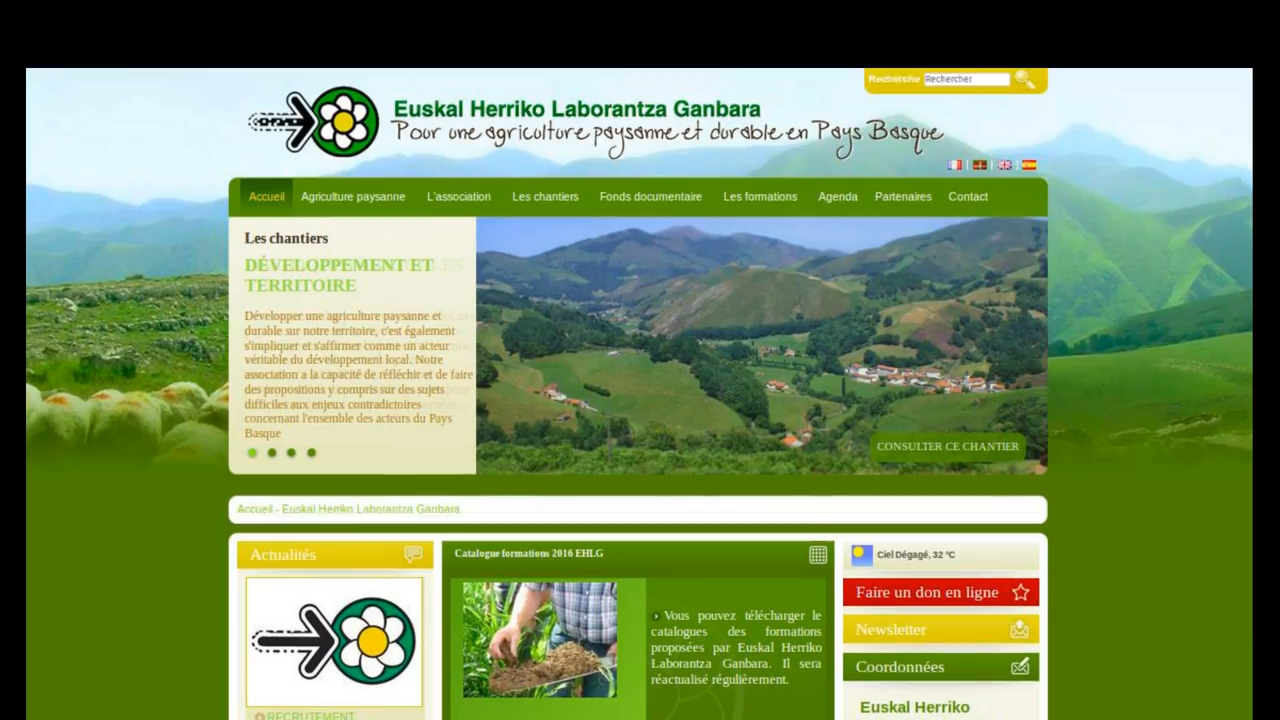 Recherche Rechercher
Euskal Herriko Laborantza Ganbara
Pour une agriculture paysanne et durable en Pays Basque
Accueil Agriculture paysanne L'association Les chantiers Fonds documentaire Les formations Agenda Partenaires Contact
Les chantiers
DÉVELOPPEMENT ET
TERRITOIRE
Développer une agriculture paysanne et
durable sur notre territoire, c'est également
s'impliquer et s'affirmer comme un acteur
véritable du développement local. Notre
association a la capacité de réfléchir et de faire
des propositions y compris sur des sujets
difficiles aux enjeux contradictoires
concernant l'ensemble des acteurs du Pays
Basque
CONSULTER CE CHANTIER
Accueil - Euskal Herriko Laborantza Ganbara
Actualités
RECRUTEMENT
Catalogue formations 2016 EHLG
Vous pouvez télécharger le
catalogues des formations
proposées par Euskal Herriko
Laborantza Ganbara. Il sera
réactualisé régulièrement.
Ciel Dégagé, 32 °C
Faire un don en ligne
Newsletter
Coordonnées
Euskal Herriko